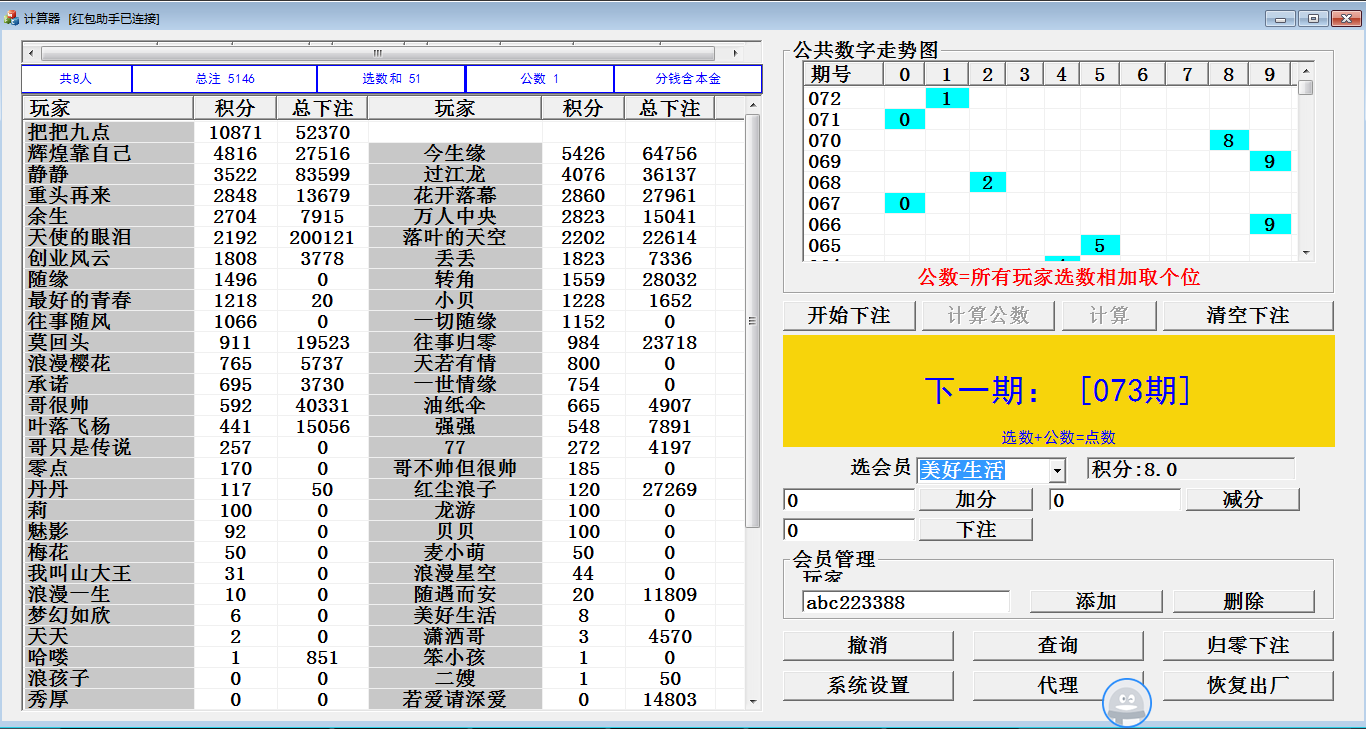 计算器 [红包助手已连接]
共8人 总注 5146 选数和 51 公数 1 分钱含本金
玩家 积分 总下注 玩家 积分 总下注
把把九点 10871 52370
辉煌靠自己 4816 27516 今生缘 5426 64756
静静 3522 83599 过江龙 4076 36137
重头再来 2848 13679 花开落幕 2860 27961
余生 2704 7915 万人中央 2823 15041
天使的眼泪 2192 200121 落叶的天空 2202 22614
创业风云 1808 3778 丢丢 1823 7336
随缘 1496 0 转角 1559 28032
最好的青春 1218 20 小贝 1228 1652
往事随风 1066 0 一切随缘 1152 0
莫回头 911 19523 往事归零 984 23718
浪漫樱花 765 5737 天若有情 800 0
承诺 695 3730 一世情缘 754 0
哥很帅 592 40331 油纸伞 665 4907
叶落飞杨 441 15056 强强 548 7891
哥只是传说 257 0 77 272 4197
零点 170 0 哥不帅但很帅 185 0
丹丹 117 50 红尘浪子 120 27269
莉 100 0 龙游 100 0
魅影 92 0 贝贝 100 0
梅花 50 0 麦小萌 50 0
我叫山大王 31 0 浪漫星空 44 0
浪漫一生 10 0 随遇而安 20 11809
梦幻如欣 6 0 美好生活 8 0
天天 2 0 潇洒哥 3 4570
哈喽 1 851 笨小孩 1 0
浪孩子 0 0 二嫂 1 50
秀厚 0 0 若爱请深爱 0 14803
公共数字走势图
期号 0 1 2 3 4 5 6 7 8 9
072 1
071 0
070 8
069 9
068 2
067 0
066 9
065 5
公数=所有玩家选数相加取个位
开始下注 计算公数 计算 清空下注
下一期： [073期]
选数+公数=点数
选会员 美好生活 积分:8.0
0 加分 0 减分
0 下注
会员管理
玩家
abc223388 添加 删除
撤消 查询 归零下注
系统设置 代理 恢复出厂